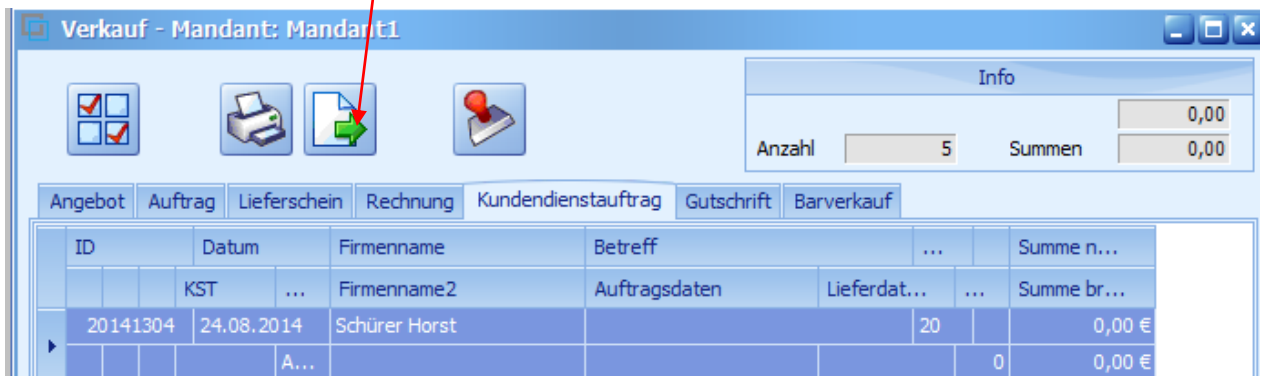 Verkauf - Mandant: Mandant1
Info
0,00
Anzahl 5 Summen 0,00
Angebot Auftrag Lieferschein Rechnung Kundendienstauftrag Gutschrift Barverkauf
ID Datum Firmenname Betreff ... Summe n...
KST ... Firmenname2 Auftragsdaten Lieferdat... ... Summe br...
20141304 24.08.2014 Schürer Horst 20 0,00 €
A... 0 0,00 €